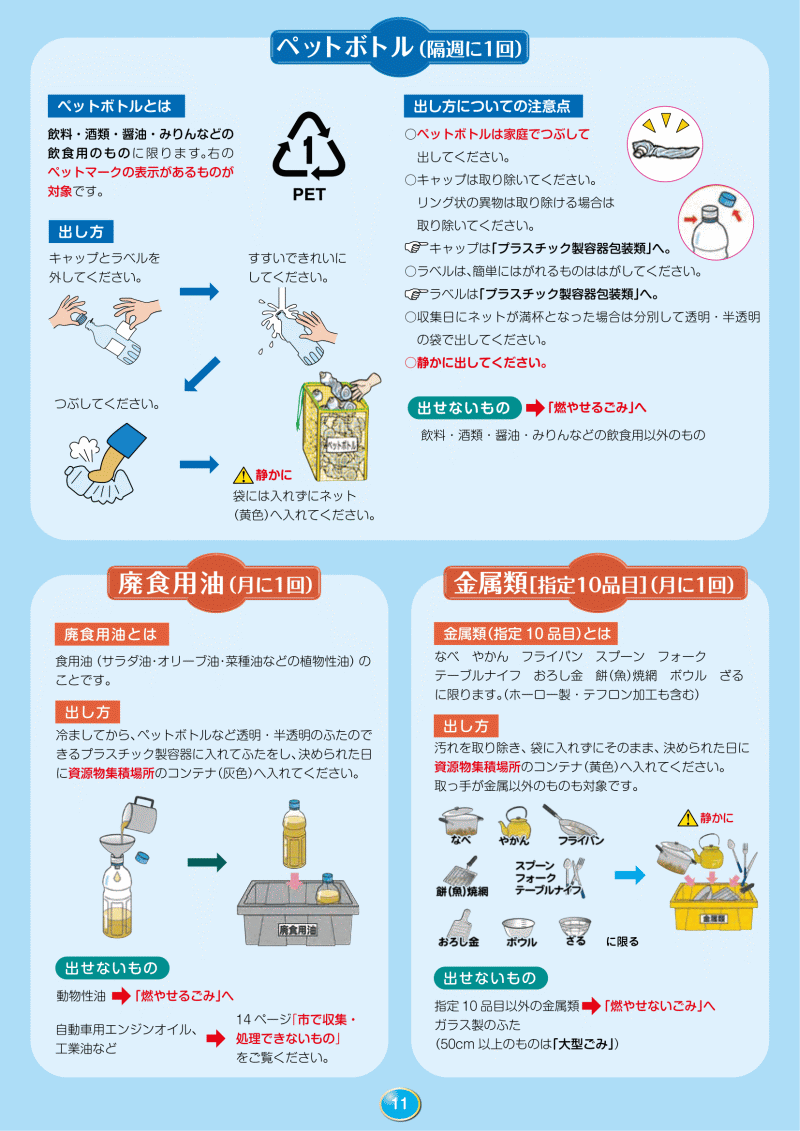 ペットボトル(隔週に1回)
ペットボトルとは
飲料・酒類・醤油・みりんなどの
飲食用のものに限ります。右の
ペットマークの表示があるものが
対象です。
1
PET
出し方
キャップとラベルを
外してください。
すすいできれいに
してください。
つぶしてください。
ペットボトル
静かに
袋には入れずにネット
(黄色)へ入れてください。
出し方についての注意点
○ペットボトルは家庭でつぶして
出してください。
○キャップは取り除いてください。
リング状の異物は取り除ける場合は
取り除いてください。
キャップは「プラスチック製容器包装類」へ。
○ラベルは、簡単にはがれるものははがしてください。
ラベルは「プラスチック製容器包装類」へ。
○収集日にネットが満杯となった場合は分別して透明・半透明
の袋で出してください。
○静かに出してください。
出せないもの
「燃やせるごみ」へ
飲料・酒類・醤油・みりんなどの飲食用以外のもの
廃食用油(月に1回)
廃食用油とは
食用油(サラダ油・オリーブ油・菜種油などの植物性油)の
ことです。
出し方
冷ましてから、ペットボトルなど透明・半透明のふたので
きるプラスチック製容器に入れてふたをし、決められた日
に資源物集積場所のコンテナ(灰色)へ入れてください。
廃食用油
出せないもの
動物性油
「燃やせるごみ」へ
自動車用エンジンオイル、
工業油など
14ページ「市で収集・
処理できないもの」
をご覧ください。
金属類[指定10品目](月に1回)
金属類(指定10品目)とは
なべ やかん フライパン スプーン フォーク
テーブルナイフ おろし金 餅(魚)焼網 ボウル ざる
に限ります。(ホーロー製・テフロン加工も含む)
出し方
汚れを取り除き、袋に入れずにそのまま、決められた日に
資源物集積場所のコンテナ(黄色)へ入れてください。
取っ手が金属以外のものも対象です。
なべ
やかん
フライパン
餅(魚)焼網
スプーン
フォーク
テーブルナイフ
おろし金
ボウル
ざる
に限る
静かに
金属類
出せないもの
指定10品目以外の金属類
「燃やせないごみ」へ
ガラス製のふた
(50cm以上のものは「大型ごみ」)
11